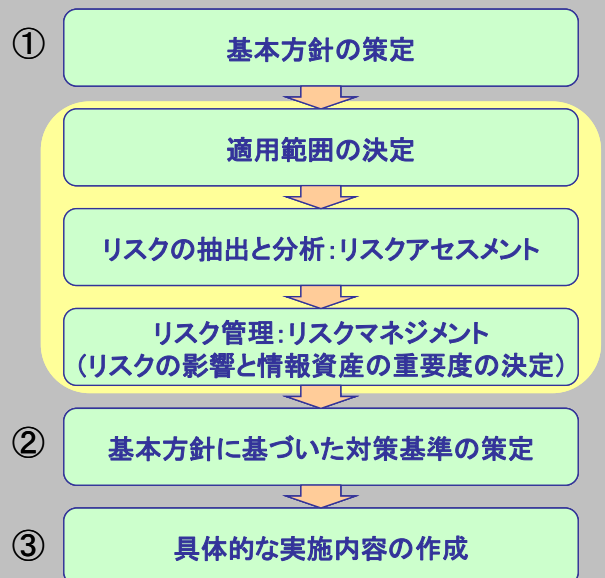 ①
基本方針の策定
適用範囲の決定
リスクの抽出と分析:リスクアセスメント
リスク管理:リスクマネジメント
(リスクの影響と情報資産の重要度の決定)
②
基本方針に基づいた対策基準の策定
③
具体的な実施内容の作成